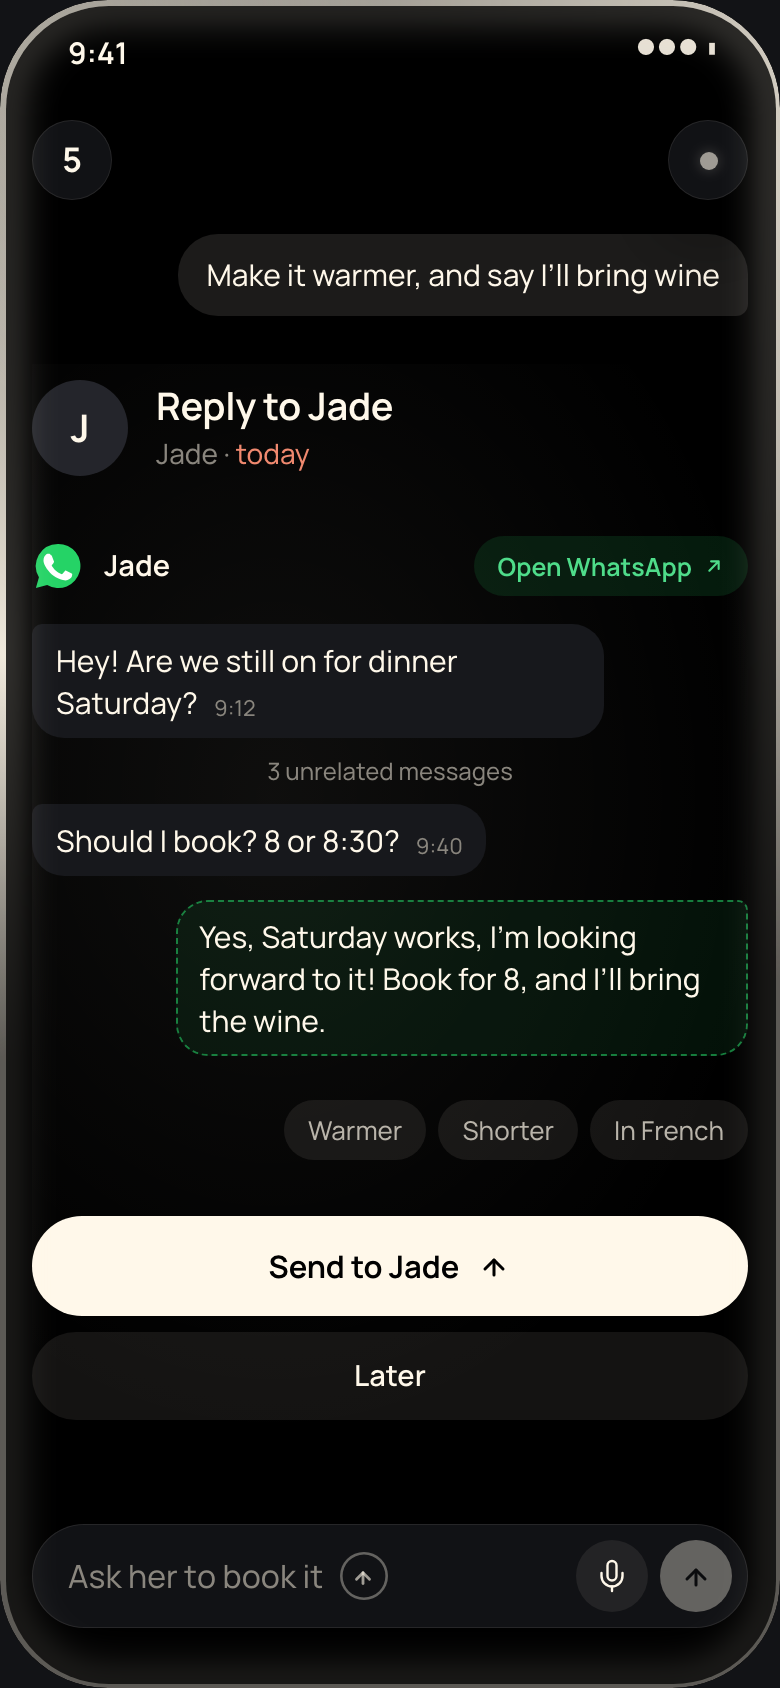 9:41
5
Make it warmer, and say I’ll bring wine
J
Reply to Jade
Jade · today
Jade
Open WhatsApp ↗
Hey! Are we still on for dinner
Saturday? 9:12
3 unrelated messages
Should I book? 8 or 8:30? 9:40
Yes, Saturday works, I’m looking
forward to it! Book for 8, and I’ll bring
the wine.
Warmer
Shorter
In French
Send to Jade ↑
Later
Ask her to book it